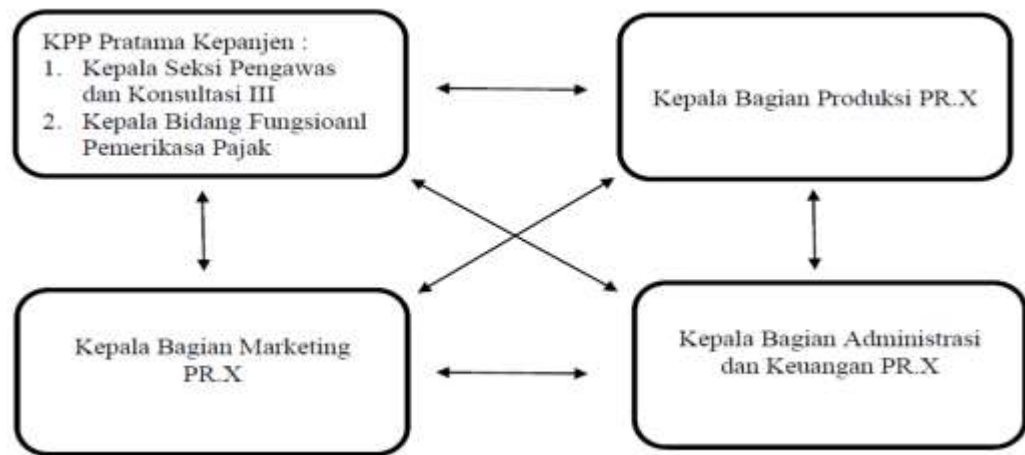 KPP Pratama Kepanjen :
1. Kepala Seksi Pengawas
dan Konsultasi III
2. Kepala Bidang Fungsioanl
Pemerikasa Pajak
Kepala Bagian Produksi PR.X
Kepala Bagian Marketing
PR.X
Kepala Bagian Administrasi
dan Keuangan PR.X